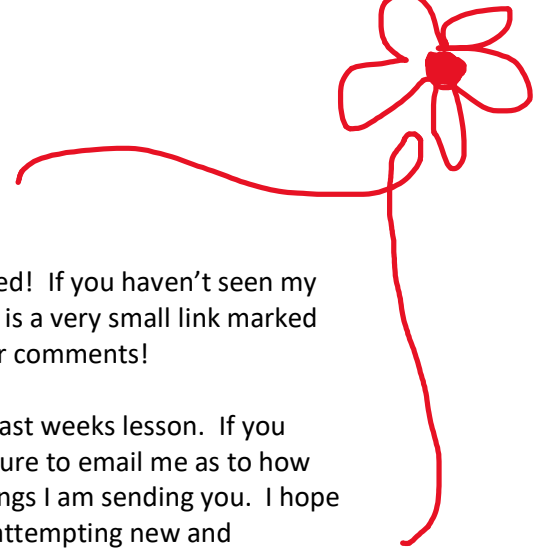 ed!  If you haven’t seen my
is a very small link marked
r comments!
ast weeks lesson.  If you
ure to email me as to how
ngs I am sending you.  I hope
attempting new and